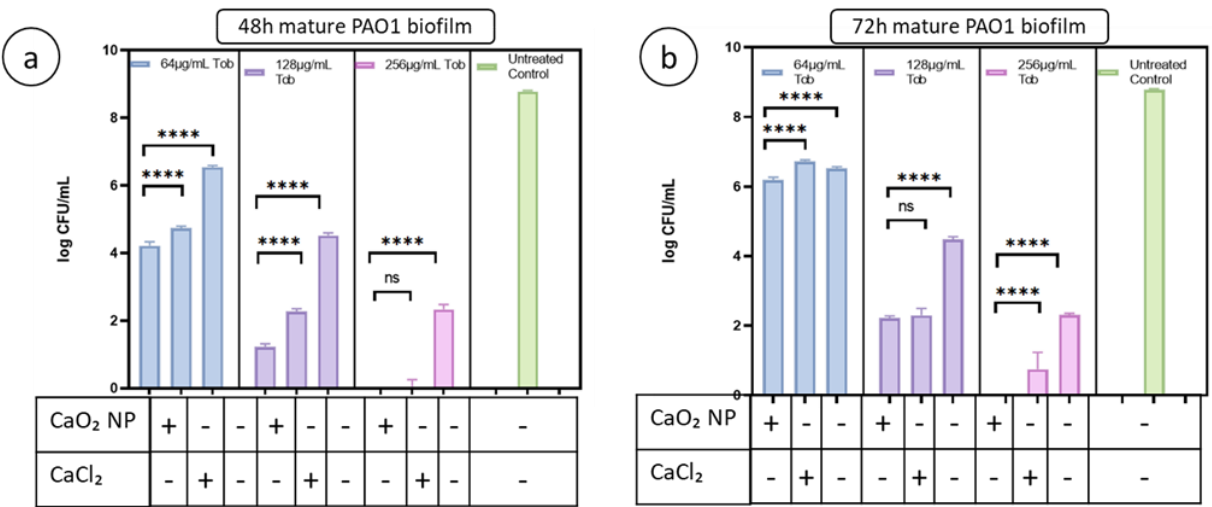 48h mature PAO1 biofilm
a
64µg/mL Tob
128µg/mL
Tob
256µg/mL Tob
Untreated
Control
log CFU/mL
10
8
6
4
2
0
****
****
****
****
****
ns
CaO₂ NP + - - + - - + - - -
CaCl₂ - + - - + - - + - -
72h mature PAO1 biofilm
b
64µg/mL
Tob
128µg/mL
Tob
256µg/mL
Tob
Untreated
Control
log CFU/mL
10
8
6
4
2
0
****
****
****
ns
****
****
CaO₂ NP + - - + - - + - - -
CaCl₂ - + - - + - - + - -